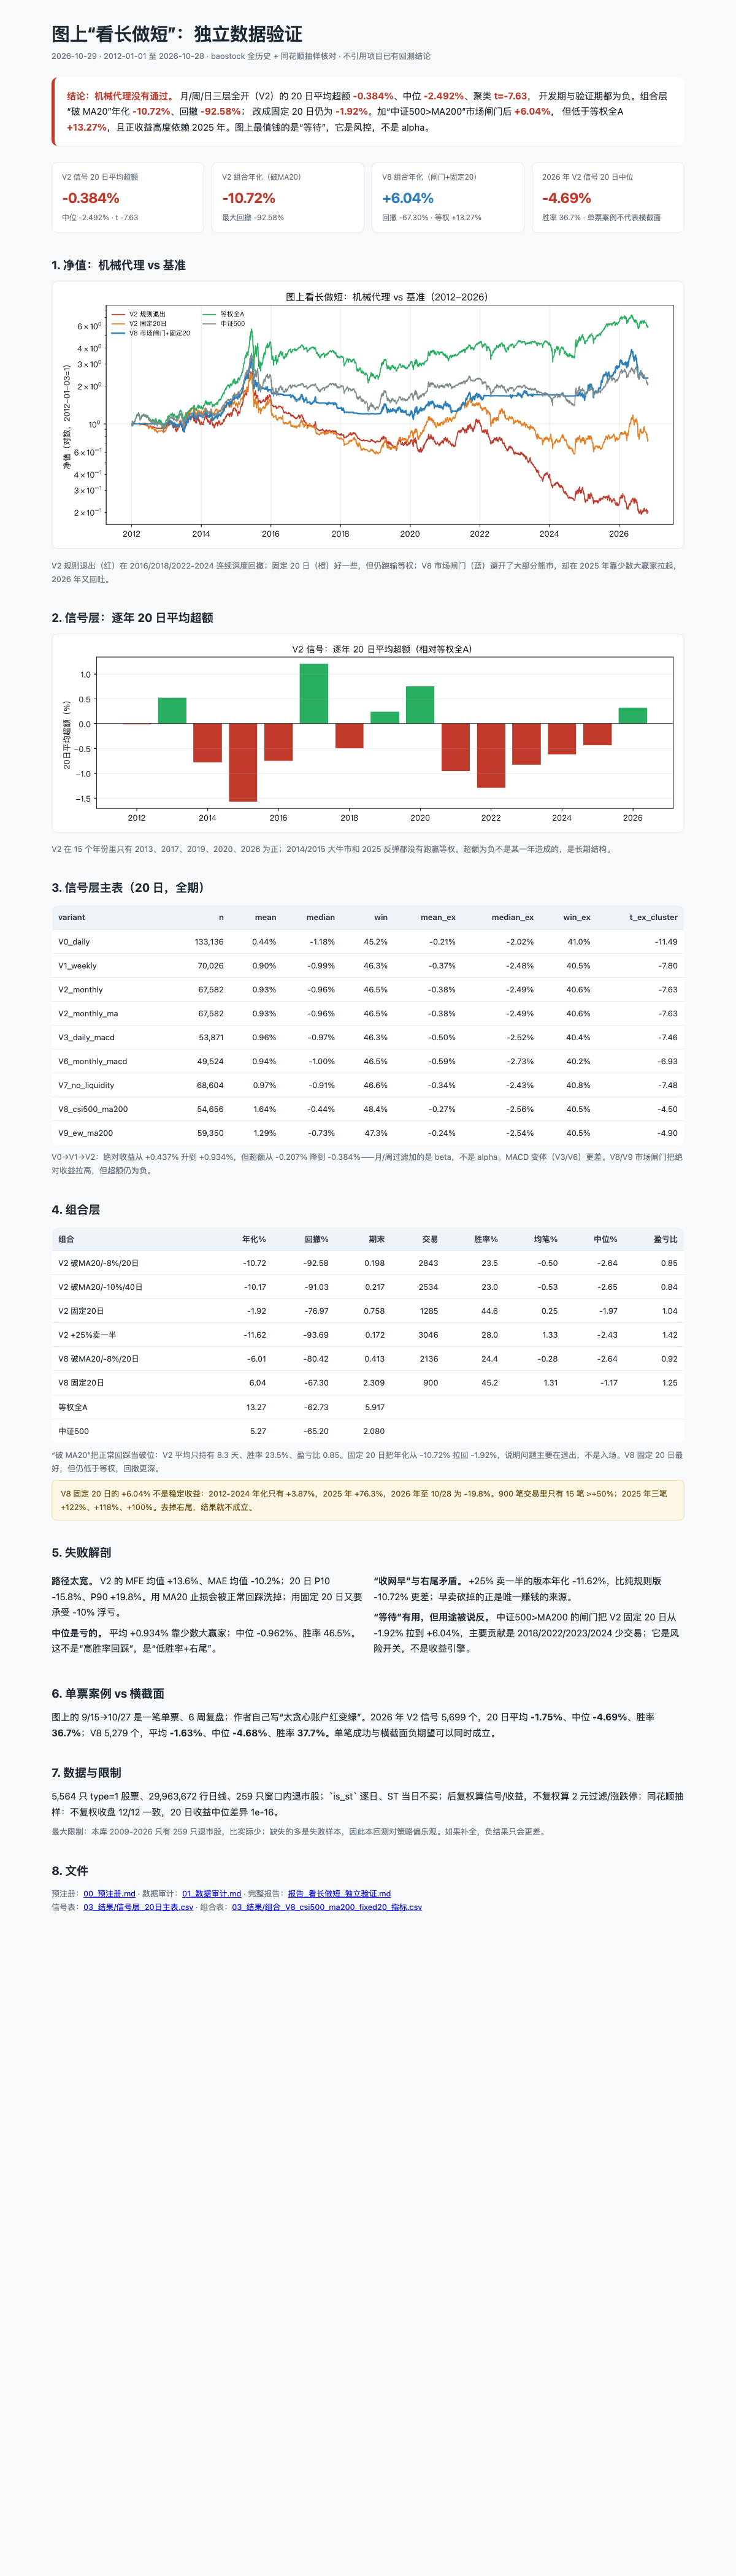 图上“看长做短”：独立数据验证
2026-10-29 · 2012-01-01 至 2026-10-28 · baostock 全历史 + 同花顺抽样核对 · 不引用项目已有回测结论
结论：机械代理没有通过。 月/周/日三层全开（V2）的 20 日平均超额 -0.384%、中位 -2.492%、聚类 t=-7.63， 开发期与验证期都为负。组合层
“破 MA20”年化 -10.72%、回撤 -92.58%； 改成固定 20 日仍为 -1.92%。加“中证500>MA200”市场闸门后 +6.04%， 但低于等权全A
+13.27%，且正收益高度依赖 2025 年。图上最值钱的是“等待”，它是风控，不是 alpha。
V2 信号 20 日平均超额
-0.384%
中位 -2.492% · t -7.63
V2 组合年化（破MA20）
-10.72%
最大回撤 -92.58%
V8 组合年化（闸门+固定20）
+6.04%
回撤 -67.30% · 等权 +13.27%
2026 年 V2 信号 20 日中位
-4.69%
胜率 36.7% · 单票案例不代表横截面
1. 净值：机械代理 vs 基准
图上看长做短：机械代理 vs 基准（2012–2026）
V2 规则退出
V2 固定20日
V8 市场闸门+固定20
等权全A
中证500
净值（对数，2012-01-03=1）
6 × 10⁰
4 × 10⁰
3 × 10⁰
2 × 10⁰
10⁰
6 × 10⁻¹
4 × 10⁻¹
3 × 10⁻¹
2 × 10⁻¹
2012 2014 2016 2018 2020 2022 2024 2026
V2 规则退出（红）在 2016/2018/2022-2024 连续深度回撤；固定 20 日（橙）好一些，但仍跑输等权；V8 市场闸门（蓝）避开了大部分熊市，却在 2025 年靠少数大赢家拉起，
2026 年又回吐。
2. 信号层：逐年 20 日平均超额
V2 信号：逐年 20 日平均超额（相对等权全A）
20日平均超额（%）
1.0
0.5
0.0
−0.5
−1.0
−1.5
2012 2014 2016 2018 2020 2022 2024 2026
V2 在 15 个年份里只有 2013、2017、2019、2020、2026 为正；2014/2015 大牛市和 2025 反弹都没有跑赢等权。超额为负不是某一年造成的，是长期结构。
3. 信号层主表（20 日，全期）
variant n mean median win mean_ex median_ex win_ex t_ex_cluster
V0_daily 133,136 0.44% -1.18% 45.2% -0.21% -2.02% 41.0% -11.49
V1_weekly 70,026 0.90% -0.99% 46.3% -0.37% -2.48% 40.5% -7.80
V2_monthly 67,582 0.93% -0.96% 46.5% -0.38% -2.49% 40.6% -7.63
V2_monthly_ma 67,582 0.93% -0.96% 46.5% -0.38% -2.49% 40.6% -7.63
V3_daily_macd 53,871 0.96% -0.97% 46.3% -0.50% -2.52% 40.4% -7.46
V6_monthly_macd 49,524 0.94% -1.00% 46.5% -0.59% -2.73% 40.2% -6.93
V7_no_liquidity 68,604 0.97% -0.91% 46.6% -0.34% -2.43% 40.8% -7.48
V8_csi500_ma200 54,656 1.64% -0.44% 48.4% -0.27% -2.56% 40.5% -4.50
V9_ew_ma200 59,350 1.29% -0.73% 47.3% -0.24% -2.54% 40.5% -4.90
V0→V1→V2：绝对收益从 +0.437% 升到 +0.934%，但超额从 -0.207% 降到 -0.384%——月/周过滤加的是 beta，不是 alpha。MACD 变体（V3/V6）更差。V8/V9 市场闸门把绝
对收益拉高，但超额仍为负。
4. 组合层
组合 年化% 回撤% 期末 交易 胜率% 均笔% 中位% 盈亏比
V2 破MA20/-8%/20日 -10.72 -92.58 0.198 2843 23.5 -0.50 -2.64 0.85
V2 破MA20/-10%/40日 -10.17 -91.03 0.217 2534 23.0 -0.53 -2.65 0.84
V2 固定20日 -1.92 -76.97 0.758 1285 44.6 0.25 -1.97 1.04
V2 +25%卖一半 -11.62 -93.69 0.172 3046 28.0 1.33 -2.43 1.42
V8 破MA20/-8%/20日 -6.01 -80.42 0.413 2136 24.4 -0.28 -2.64 0.92
V8 固定20日 6.04 -67.30 2.309 900 45.2 1.31 -1.17 1.25
等权全A 13.27 -62.73 5.917
中证500 5.27 -65.20 2.080
“破 MA20”把正常回踩当破位：V2 平均只持有 8.3 天、胜率 23.5%、盈亏比 0.85。固定 20 日把年化从 -10.72% 拉回 -1.92%，说明问题主要在退出，不是入场。V8 固定 20 日最
好，但仍低于等权，回撤更深。
V8 固定 20 日的 +6.04% 不是稳定收益：2012-2024 年化只有 +3.87%，2025 年 +76.3%，2026 年至 10/28 为 -19.8%。900 笔交易里只有 15 笔 >+50%；2025 年三笔
+122%、+118%、+100%。去掉右尾，结果就不成立。
5. 失败解剖
路径太宽。 V2 的 MFE 均值 +13.6%、MAE 均值 -10.2%；20 日 P10
-15.8%、P90 +19.8%。用 MA20 止损会被正常回踩洗掉；用固定 20 日又要
承受 -10% 浮亏。
中位是亏的。 平均 +0.934% 靠少数大赢家；中位 -0.962%、胜率 46.5%。
这不是“高胜率回踩”，是“低胜率+右尾”。
“收网早”与右尾矛盾。 +25% 卖一半的版本年化 -11.62%，比纯规则版
-10.72% 更差；早卖砍掉的正是唯一赚钱的来源。
“等待”有用，但用途被说反。 中证500>MA200 的闸门把 V2 固定 20 日从
-1.92% 拉到 +6.04%，主要贡献是 2018/2022/2023/2024 少交易；它是风
险开关，不是收益引擎。
6. 单票案例 vs 横截面
图上的 9/15→10/27 是一笔单票、6 周复盘；作者自己写“太贪心账户红变绿”。2026 年 V2 信号 5,699 个，20 日平均 -1.75%、中位 -4.69%、胜率
36.7%；V8 5,279 个，平均 -1.63%、中位 -4.68%、胜率 37.7%。单笔成功与横截面负期望可以同时成立。
7. 数据与限制
5,564 只 type=1 股票、29,963,672 行日线、259 只窗口内退市股；`is_st` 逐日、ST 当日不买；后复权算信号/收益，不复权算 2 元过滤/涨跌停；同花顺抽
样：不复权收盘 12/12 一致，20 日收益中位差异 1e-16。
最大限制：本库 2009-2026 只有 259 只退市股，比实际少；缺失的多是失败样本，因此本回测对策略偏乐观。如果补全，负结果只会更差。
8. 文件
预注册：00_预注册.md · 数据审计：01_数据审计.md · 完整报告：报告_看长做短_独立验证.md
信号表：03_结果/信号层_20日主表.csv · 组合表：03_结果/组合_V8_csi500_ma200_fixed20_指标.csv